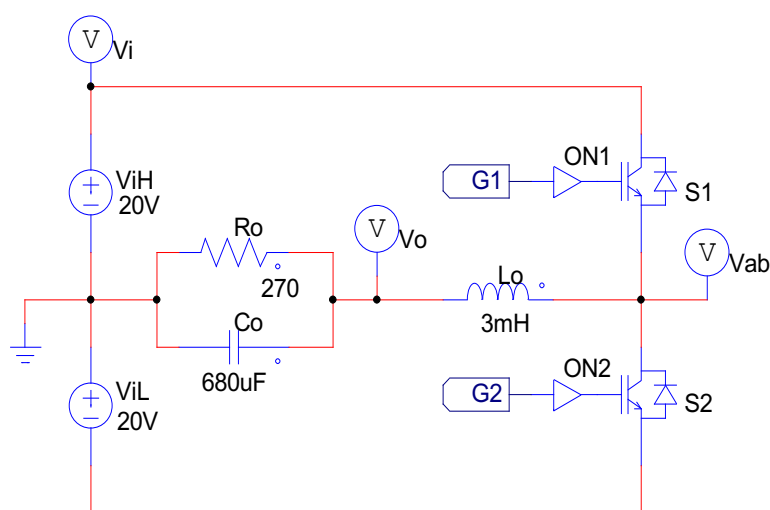 V
Vi
ViH
20V
Ro
270
Co
680uF
V
Vo
Lo
3mH
G1
ON1
S1
V
Vab
G2
ON2
S2
ViL
20V